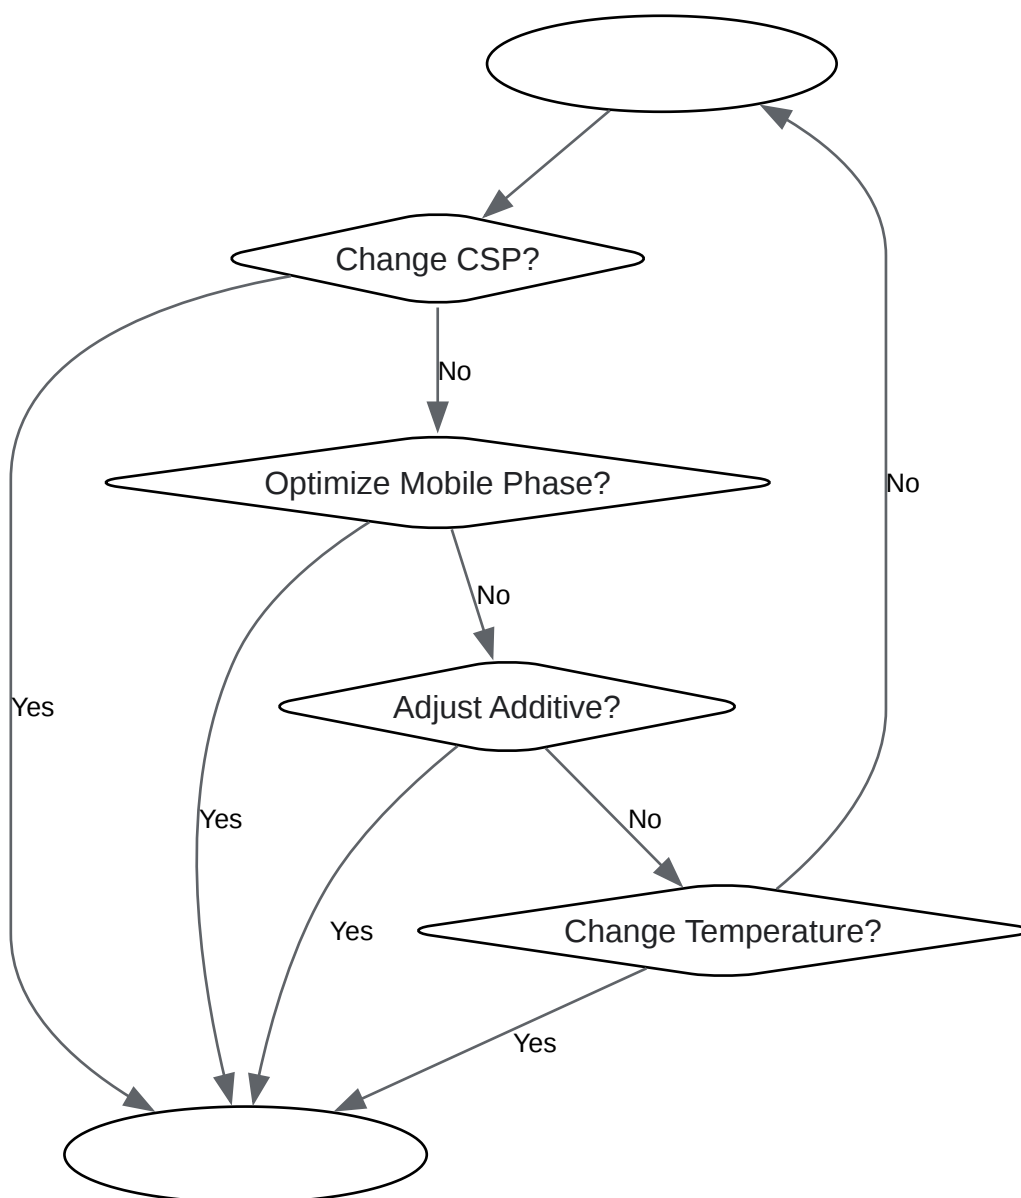 Change CSP?
No
Optimize Mobile Phase?
No
No
Adjust Additive?
Yes
Yes
No
Yes
Change Temperature?
Yes